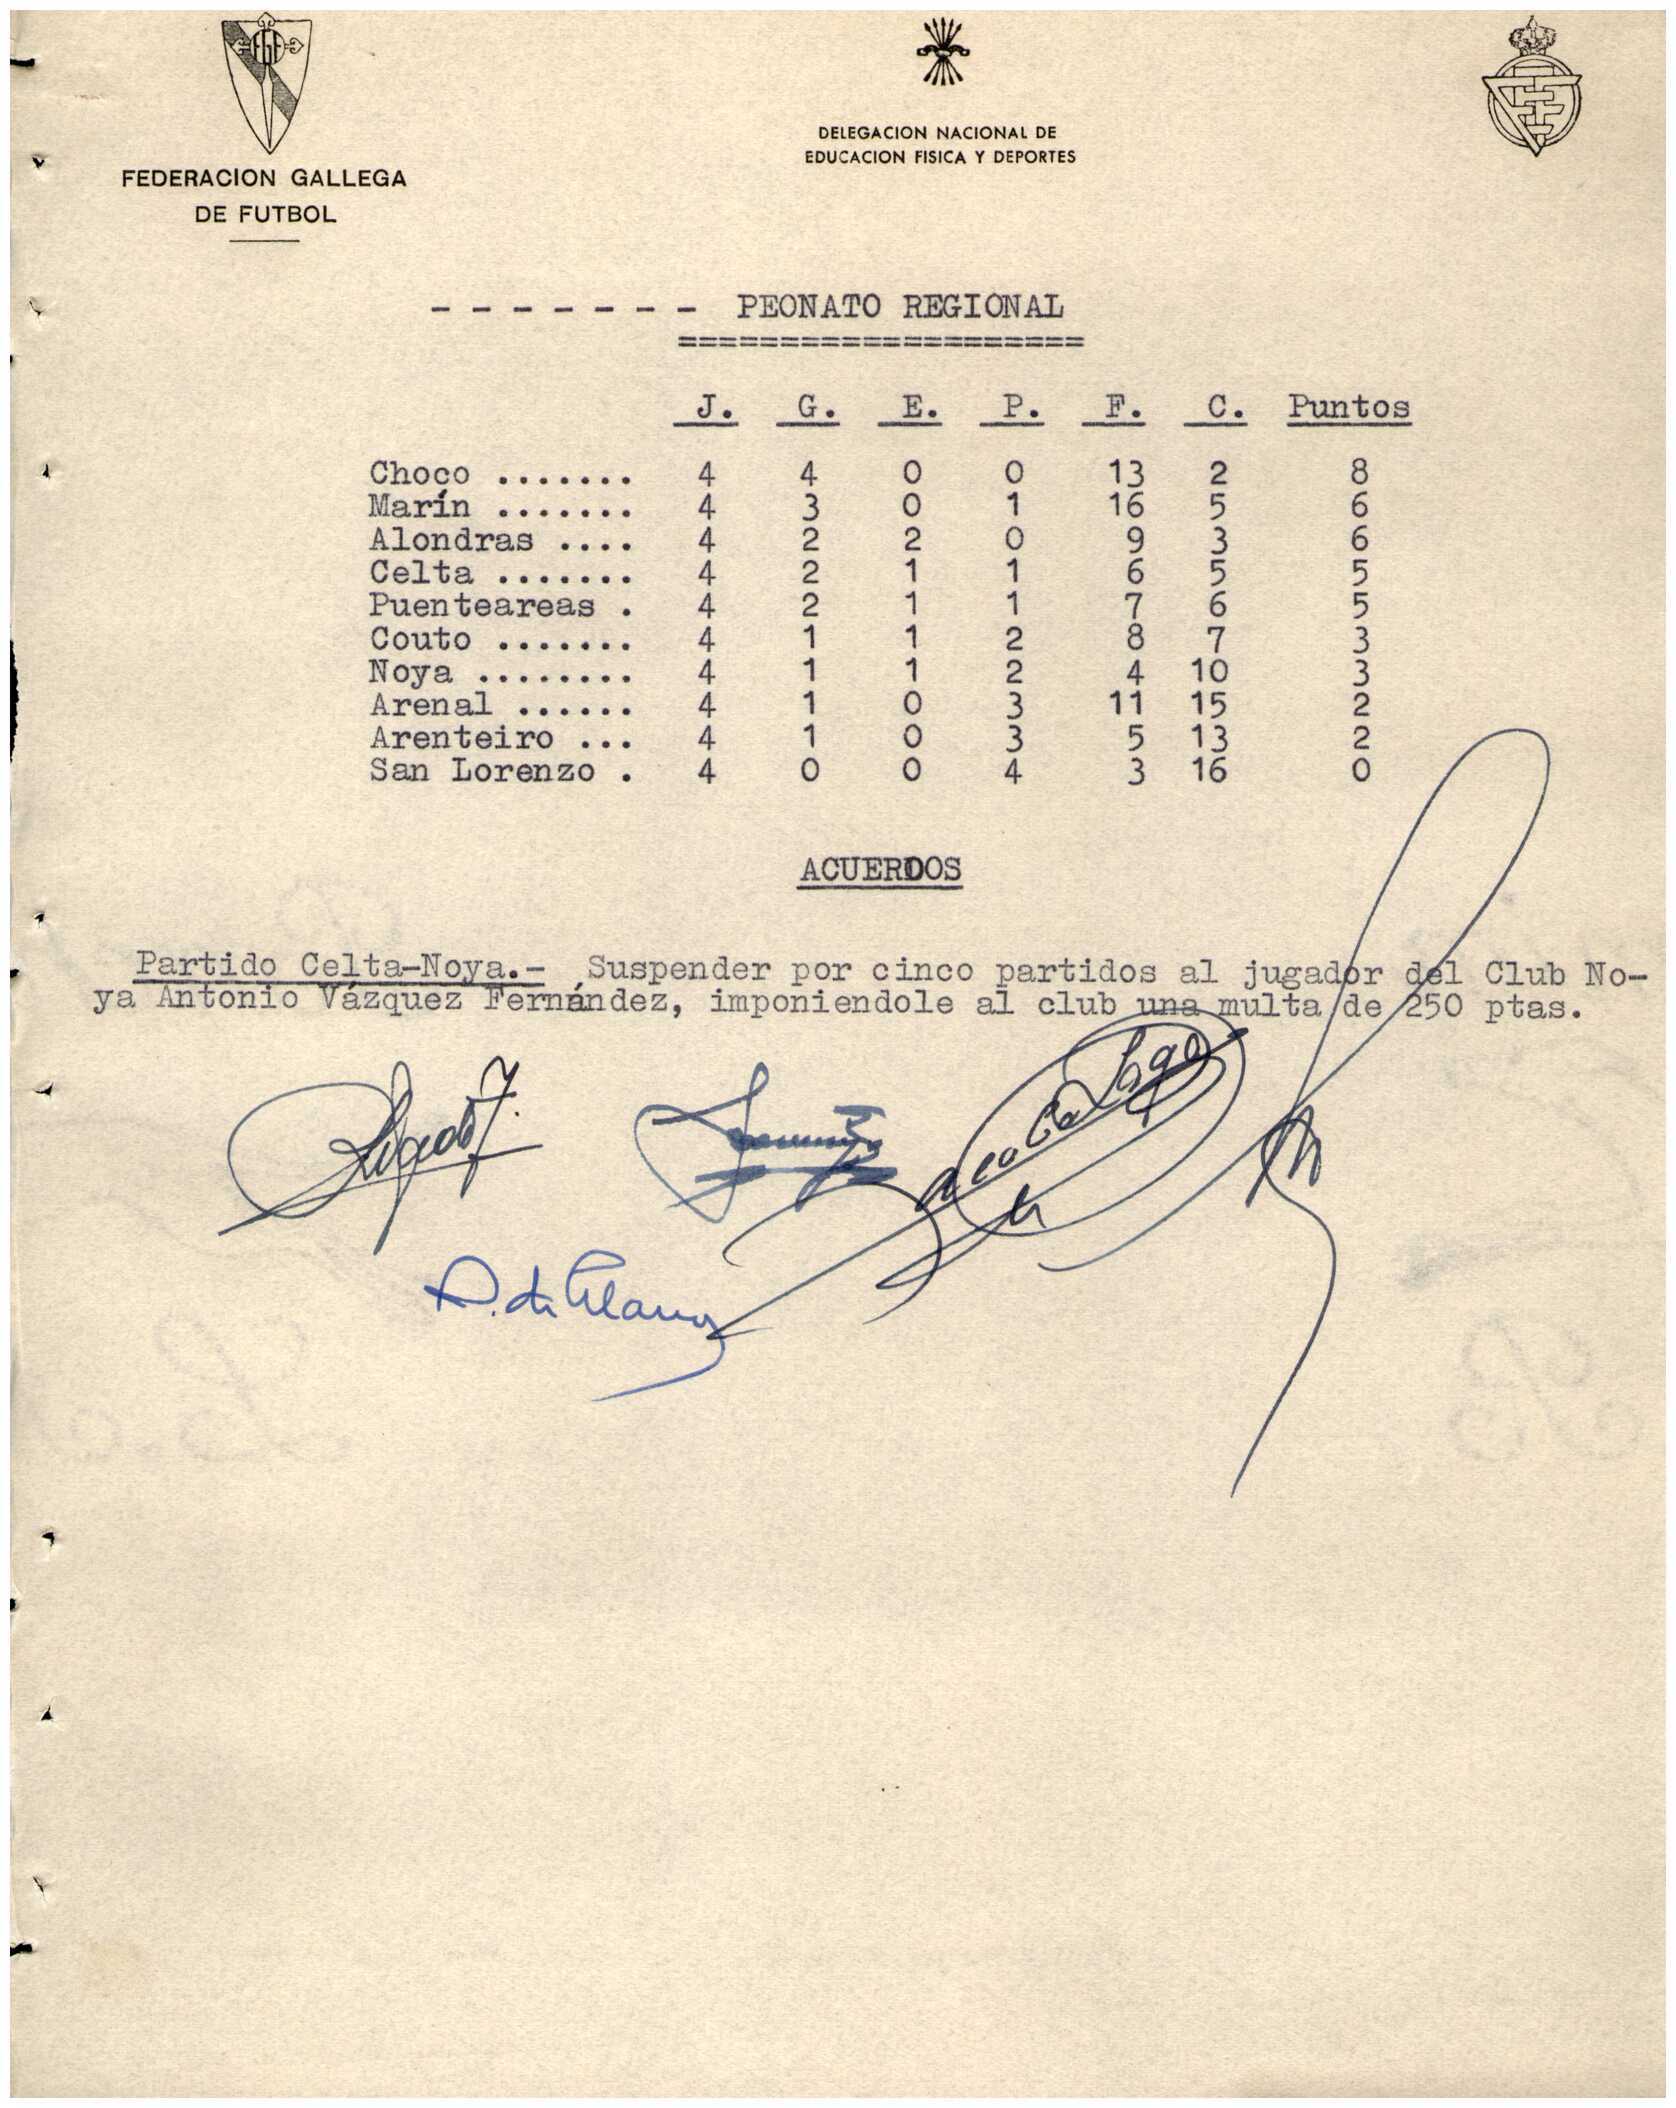 FEDERACION GALLEGA
DE FUTBOL
DELEGACION NACIONAL DE
EDUCACION FISICA Y DEPORTES
- - - - - - - PEONATO REGIONAL
====================
J. G. E. P. F. C. Puntos
Choco ....... 4 4 0 0 13 2 8
Marín ....... 4 3 0 1 16 5 6
Alondras .... 4 2 2 0 9 3 6
Celta ....... 4 2 1 1 6 5 5
Puenteareas . 4 2 1 1 7 6 5
Couto ....... 4 1 1 2 8 7 3
Noya ........ 4 1 1 2 4 10 3
Arenal ...... 4 1 0 3 11 15 2
Arenteiro ... 4 1 0 3 5 13 2
San Lorenzo . 4 0 0 4 3 16 0
ACUERDOS
Partido Celta-Noya.- Suspender por cinco partidos al jugador del Club No-
ya Antonio Vázquez Fernández, imponiendole al club una multa de 250 ptas.